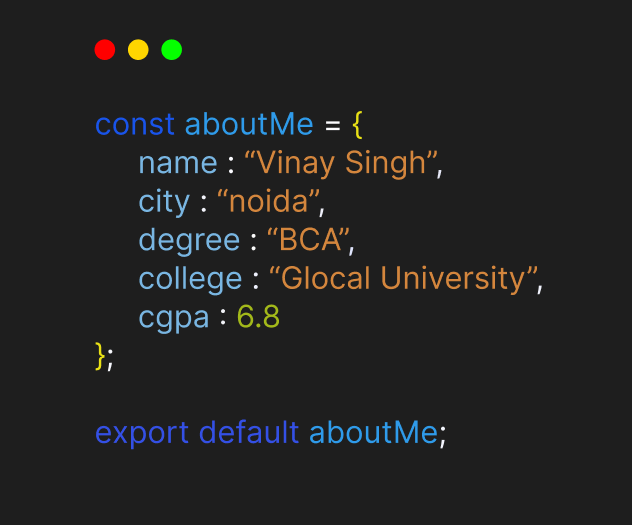 const aboutMe = {
name : “Vinay Singh”,
city : “noida”,
degree : “BCA”,
college : “Glocal University”,
cgpa : 6.8
};
export default aboutMe;